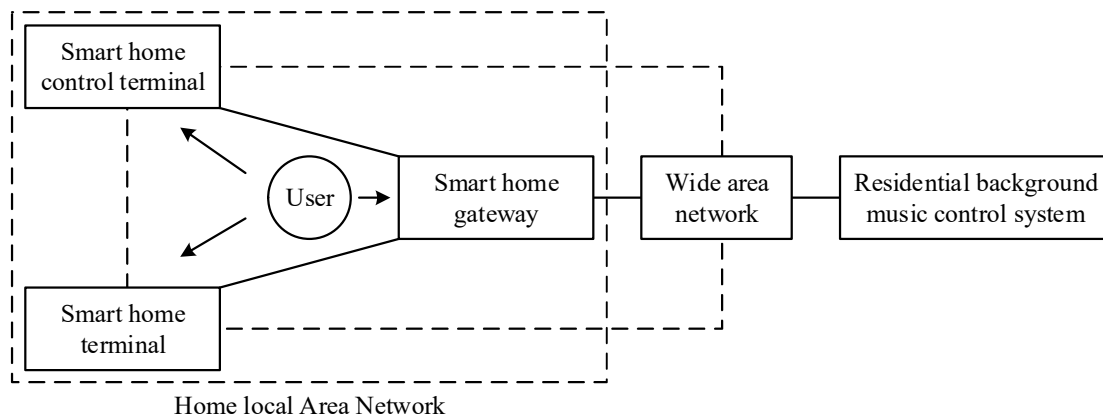 Smart home
control terminal
User
Smart home
gateway
Wide area
network
Residential background
music control system
Smart home
terminal
Home local Area Network